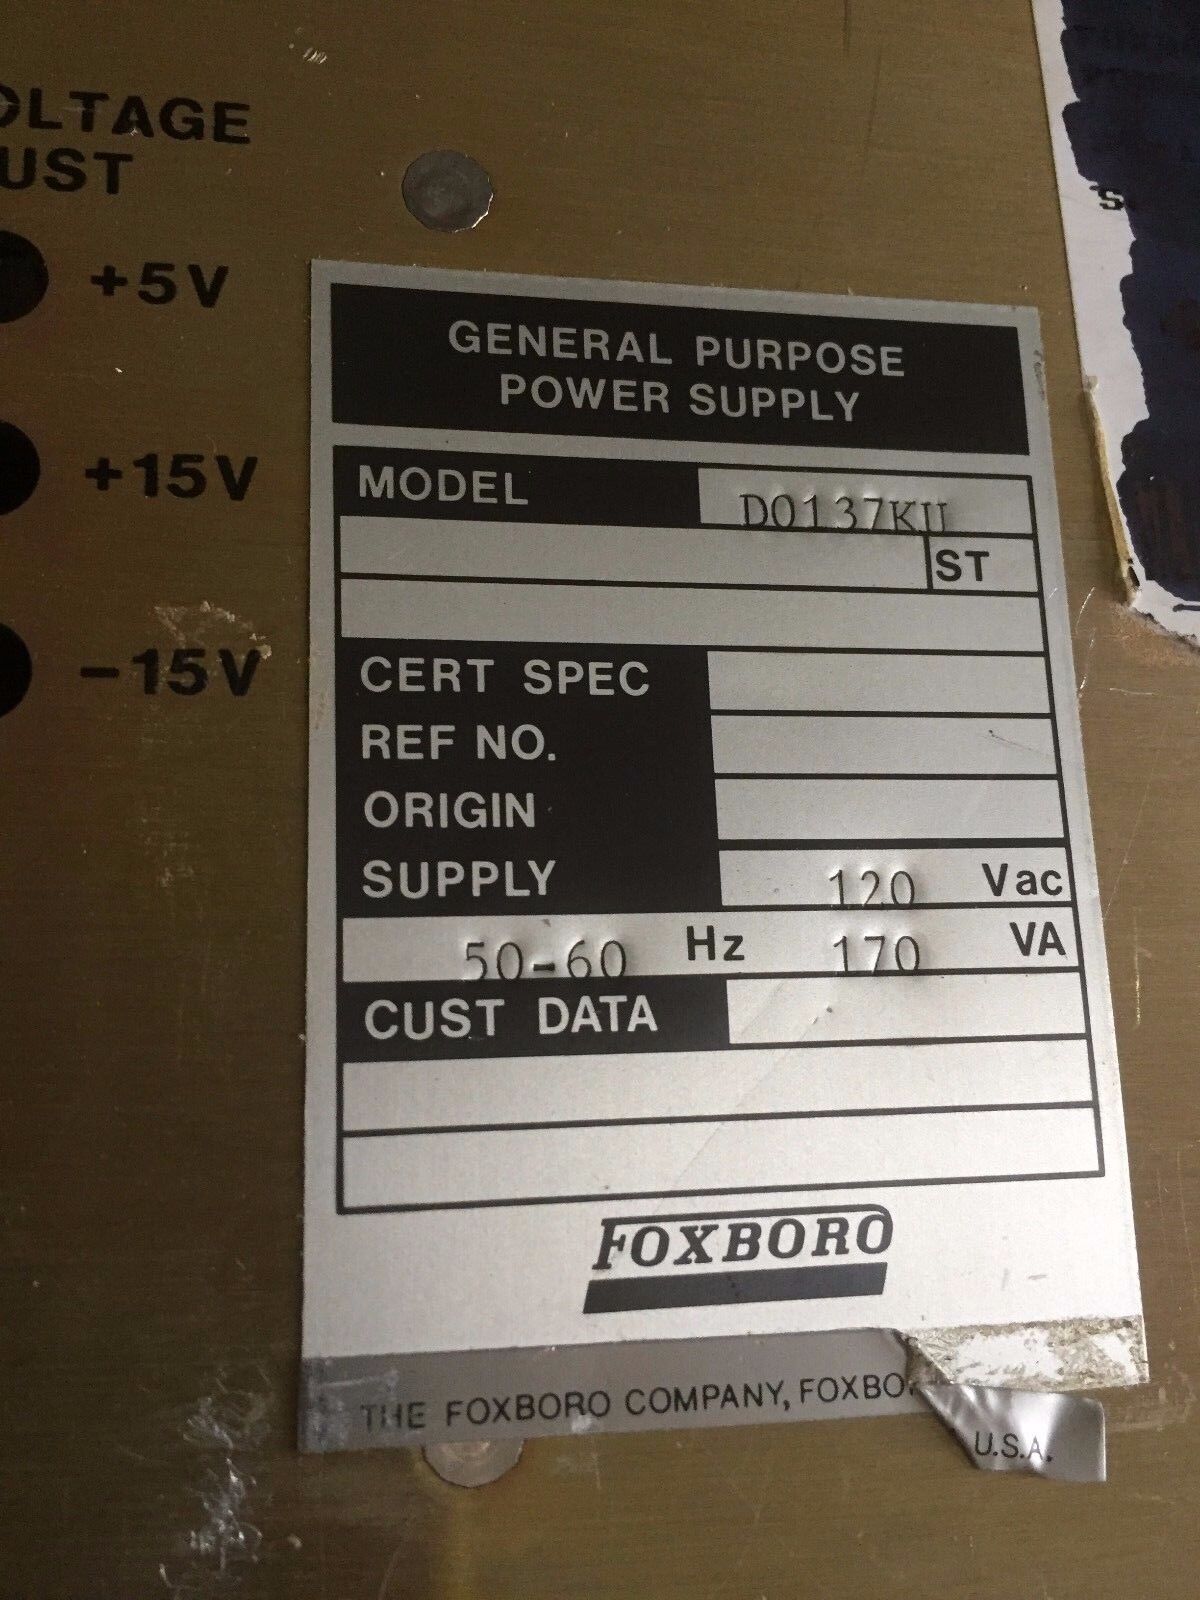 OLTAGE
UST
+5V
+15V
-15V
GENERAL PURPOSE
POWER SUPPLY
MODEL D0137KU
ST
CERT SPEC
REF NO.
ORIGIN
SUPPLY 120 Vac
50-60 Hz 170 VA
CUST DATA
FOXBORO
THE FOXBORO COMPANY, FOXBO
U.S.A.